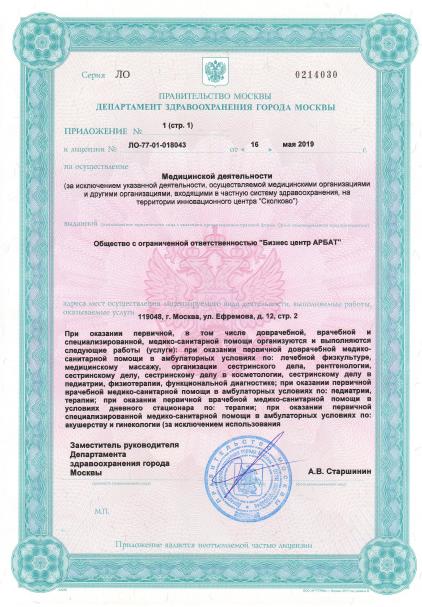 Серия ЛО 0214030
ПРАВИТЕЛЬСТВО МОСКВЫ
ДЕПАРТАМЕНТ ЗДРАВООХРАНЕНИЯ ГОРОДА МОСКВЫ
ПРИЛОЖЕНИЕ № 1 (стр. 1)
к лицензии № ЛО-77-01-018043 от « 16 » мая 2019 г.
на осуществление
Медицинской деятельности
(за исключением указанной деятельности, осуществляемой медицинскими организациями
и другими организациями, входящими в частную систему здравоохранения, на
территории инновационного центра "Сколково")
выданной
Общество с ограниченной ответственностью "Бизнес центр АРБАТ"
адреса мест осуществления лицензируемого вида деятельности, выполняемые работы,
оказываемые услуги
119048, г. Москва, ул. Ефремова, д. 12, стр. 2
При оказании первичной, в том числе доврачебной, врачебной и
специализированной, медико-санитарной помощи организуются и выполняются
следующие работы (услуги): при оказании первичной доврачебной медико-
санитарной помощи в амбулаторных условиях по: лечебной физкультуре,
медицинскому массажу, организации сестринского дела, рентгенологии,
сестринскому делу, сестринскому делу в косметологии, сестринскому делу в
педиатрии, физиотерапии, функциональной диагностике; при оказании первичной
врачебной медико-санитарной помощи в амбулаторных условиях по: педиатрии,
терапии; при оказании первичной врачебной медико-санитарной помощи в
условиях дневного стационара по: терапии; при оказании первичной
специализированной медико-санитарной помощи в амбулаторных условиях по:
акушерству и гинекологии (за исключением использования
Заместитель руководителя
Департамента
здравоохранения города
Москвы А.В. Старшинин
М.П.
Приложение является неотъемлемой частью лицензии